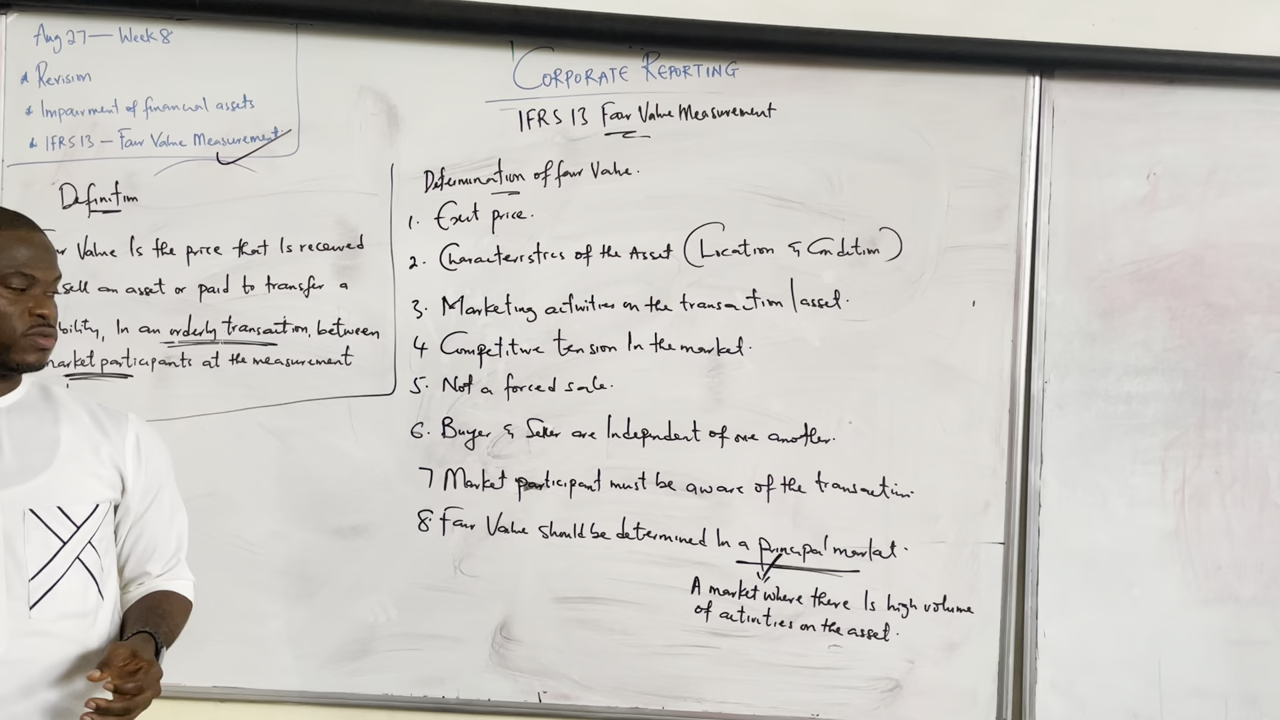 Aug 27 — Week 8
* Revision
* Impairment of financial assets
* IFRS 13 – Fair Value Measurement
CORPORATE REPORTING
IFRS 13 Fair Value Measurement
Definition
r Value Is the price that Is received
sell an asset or paid to transfer a
bility, In an orderly transaction, between
market participants at the measurement
Determination of fair Value.
1. Exit price.
2. Characteristics of the Asset (Location & Condition)
3. Marketing activities on the transaction / asset.
4 Competitive tension In the market.
5. Not a forced sale.
6. Buyer & Seller are Independent of one another.
7 Market participant must be aware of the transaction.
8. Fair Value should be determined In a principal market.
A market where there Is high volume
of activities on the asset.